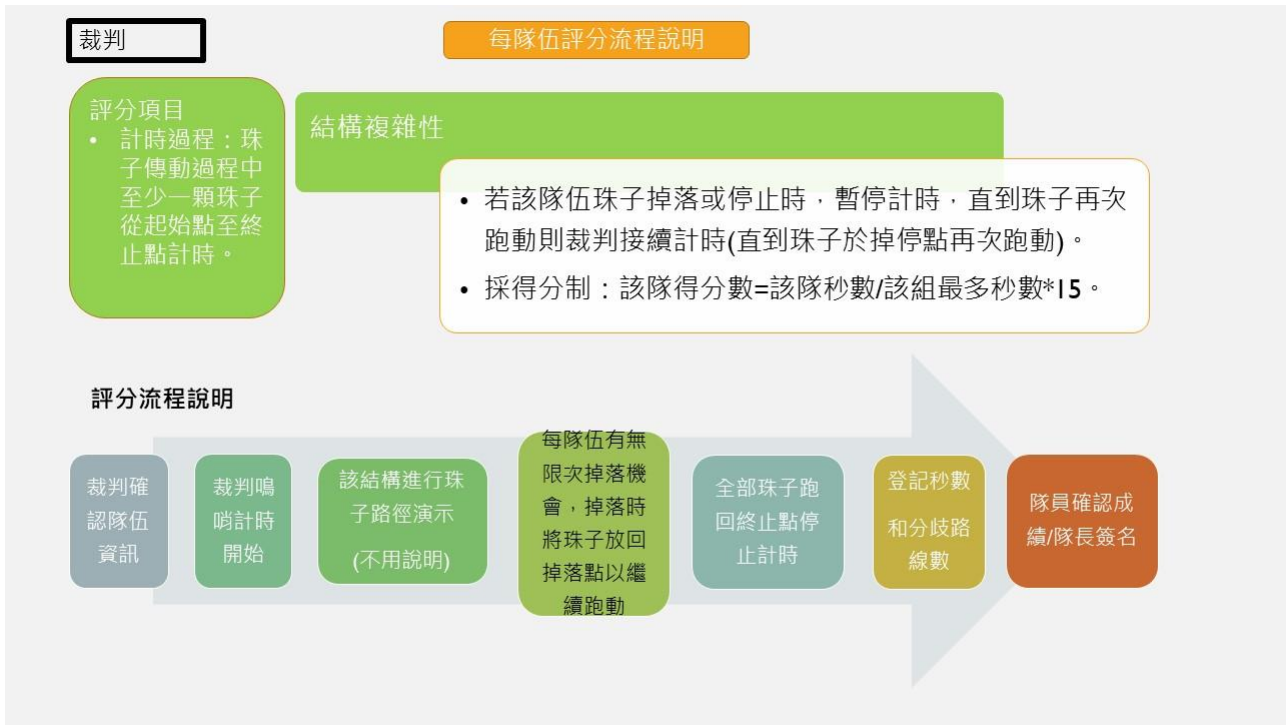 裁判
每隊伍評分流程說明
評分項目
• 計時過程：珠
子傳動過程中
至少一顆珠子
從起始點至終
止點計時。
結構複雜性
• 若該隊伍珠子掉落或停止時，暫停計時，直到珠子再次
跑動則裁判接續計時(直到珠子於掉停點再次跑動)。
• 採得分制：該隊得分數=該隊秒數/該組最多秒數*15。
評分流程說明
裁判確
認隊伍
資訊
裁判鳴
哨計時
開始
該結構進行珠
子路徑演示
(不用說明)
每隊伍有無
限次掉落機
會，掉落時
將珠子放回
掉落點以繼
續跑動
全部珠子跑
回終止點停
止計時
登記秒數
和分歧路
線數
隊員確認成
績/隊長簽名